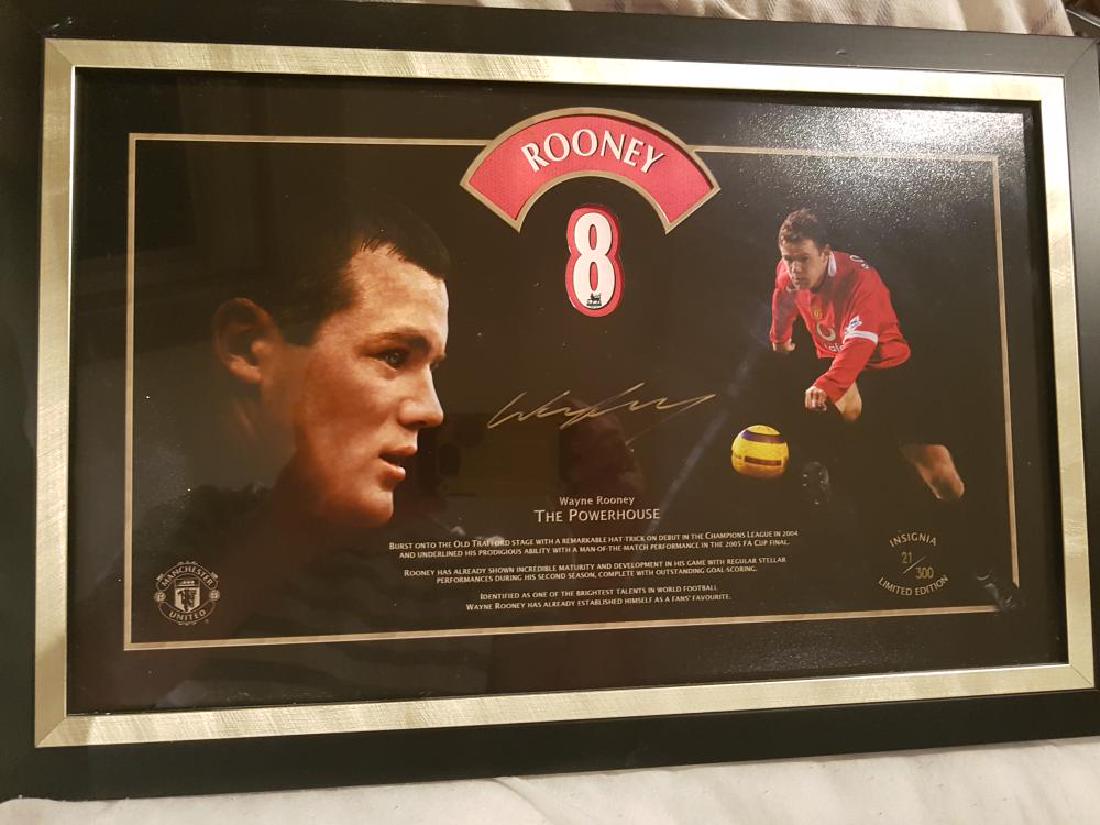 ROONEY
8
Wayne Rooney
THE POWERHOUSE
BURST ONTO THE OLD TRAFFORD STAGE WITH A REMARKABLE HAT-TRICK ON DEBUT IN THE CHAMPIONS LEAGUE IN 2004
AND UNDERLINED HIS PRODIGIOUS ABILITY WITH A MAN-OF-THE-MATCH PERFORMANCE IN THE 2005 FA CUP FINAL.
ROONEY HAS ALREADY SHOWN INCREDIBLE MATURITY AND DEVELOPMENT IN HIS GAME WITH REGULAR STELLAR
PERFORMANCES DURING HIS SECOND SEASON, COMPLETE WITH OUTSTANDING GOAL SCORING.
IDENTIFIED AS ONE OF THE BRIGHTEST TALENTS IN WORLD FOOTBALL
WAYNE ROONEY HAS ALREADY ESTABLISHED HIMSELF AS A FANS' FAVOURITE.
MANCHESTER
UNITED
INSIGNIA
21
300
LIMITED EDITION